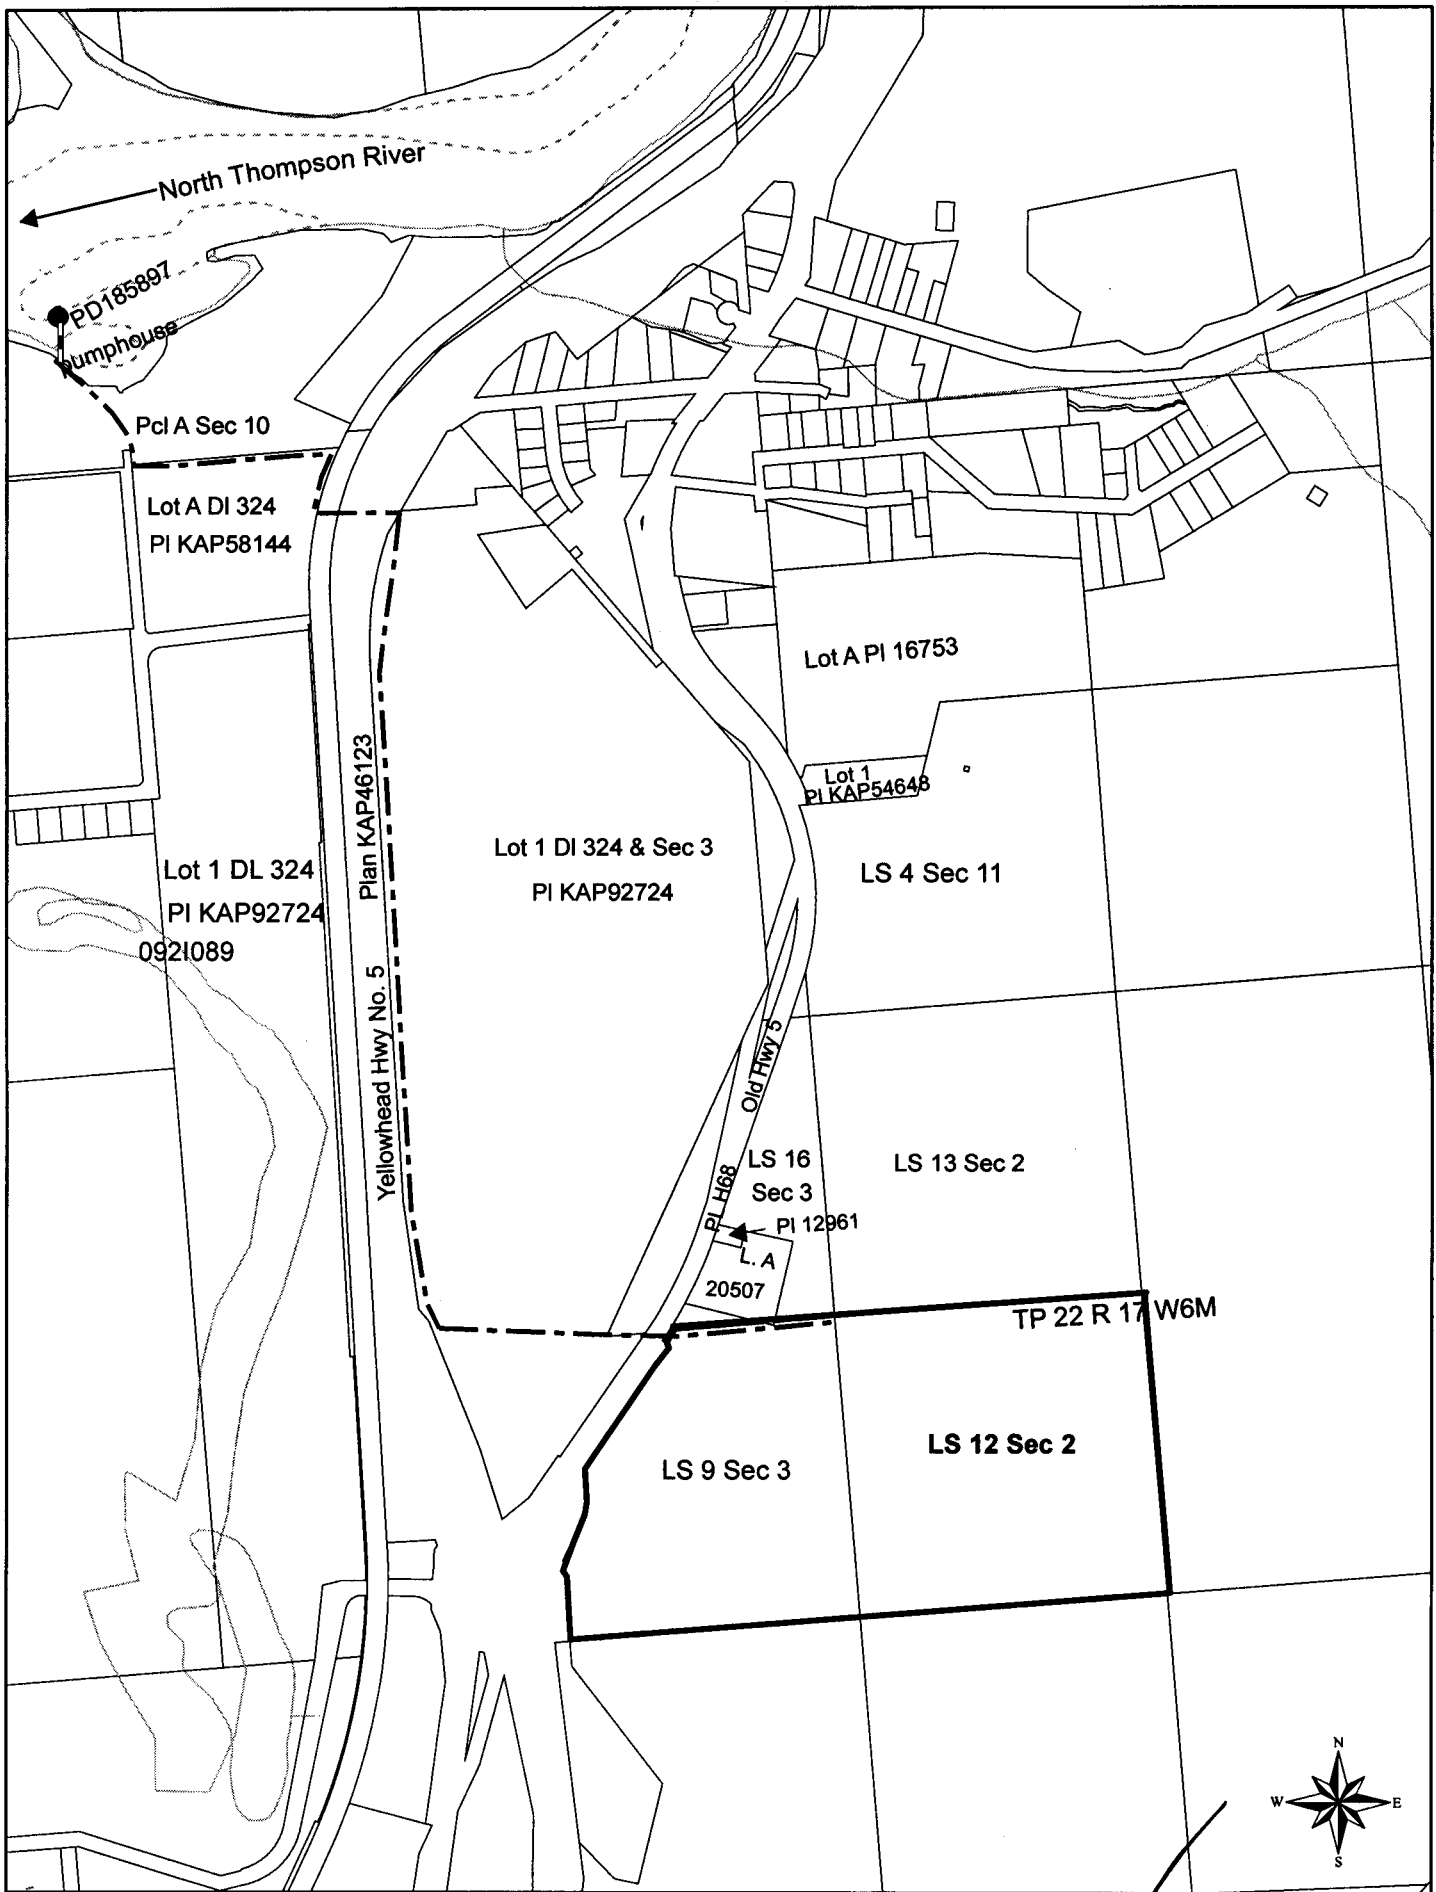 North Thompson River
PD185897
pumphouse
Pcl A Sec 10
Lot A Dl 324
Pl KAP58144
Lot A Pl 16753
Plan KAP46123
Lot 1
Pl KAP54648
Lot 1 Dl 324 & Sec 3
Pl KAP92724
Lot 1 DL 324
Pl KAP92724
092I089
LS 4 Sec 11
Yellowhead Hwy No. 5
Old Hwy 5
LS 16
Sec 3
LS 13 Sec 2
PL H68
Pl 12961
L. A
20507
TP 22 R 17 W6M
LS 12 Sec 2
LS 9 Sec 3
N
W
E
S